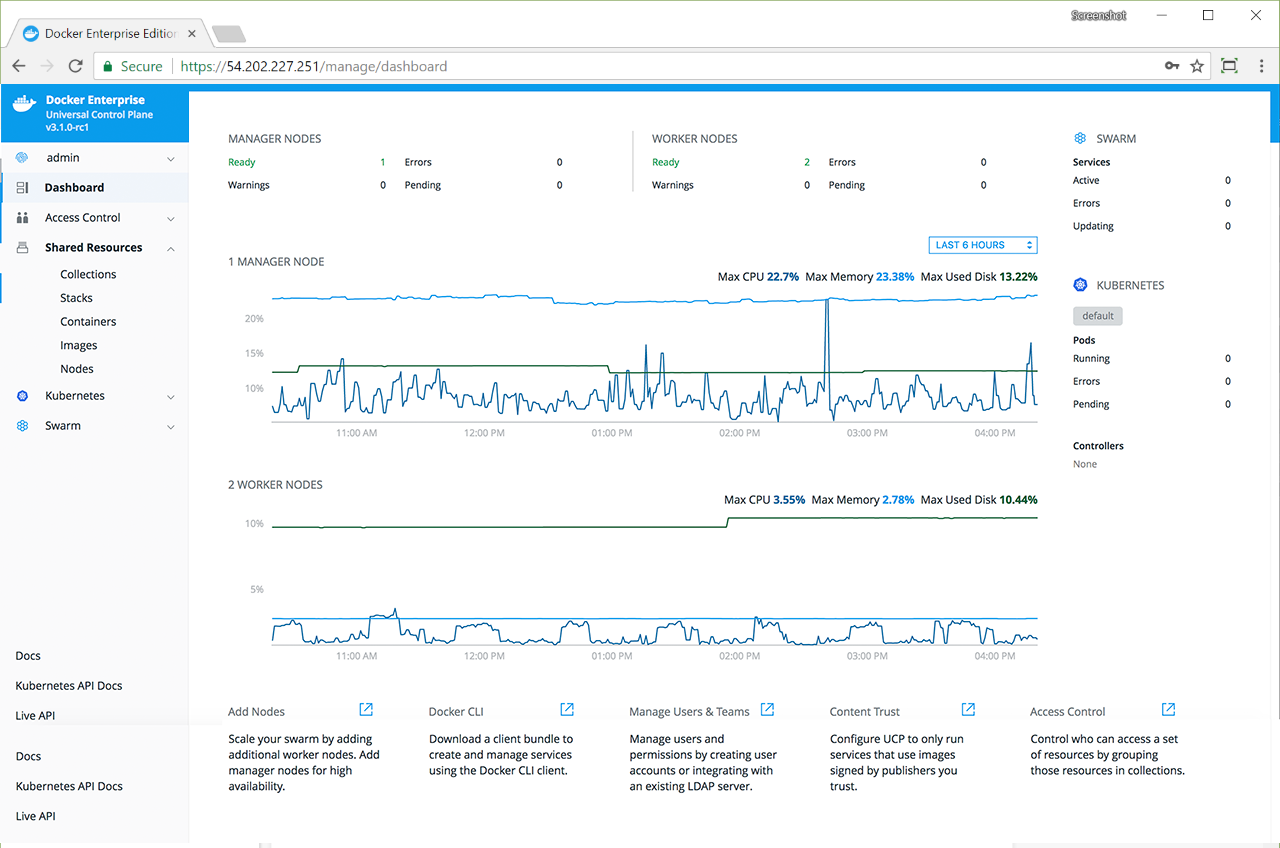 Screenshot
Docker Enterprise Edition
Secure https://54.202.227.251/manage/dashboard
Docker Enterprise
Universal Control Plane
v3.1.0-rc1
admin
Dashboard
Access Control
Shared Resources
Collections
Stacks
Containers
Images
Nodes
Kubernetes
Swarm
Docs
Kubernetes API Docs
Live API
Docs
Kubernetes API Docs
Live API
MANAGER NODES
Ready 1 Errors 0
Warnings 0 Pending 0
WORKER NODES
Ready 2 Errors 0
Warnings 0 Pending 0
LAST 6 HOURS
1 MANAGER NODE
Max CPU 22.7% Max Memory 23.38% Max Used Disk 13.22%
20%
15%
10%
11:00 AM 12:00 PM 01:00 PM 02:00 PM 03:00 PM 04:00 PM
2 WORKER NODES
Max CPU 3.55% Max Memory 2.78% Max Used Disk 10.44%
10%
5%
11:00 AM 12:00 PM 01:00 PM 02:00 PM 03:00 PM 04:00 PM
SWARM
Services
Active 0
Errors 0
Updating 0
KUBERNETES
default
Pods
Running 0
Errors 0
Pending 0
Controllers
None
Add Nodes
Scale your swarm by adding
additional worker nodes. Add
manager nodes for high
availability.
Docker CLI
Download a client bundle to
create and manage services
using the Docker CLI client.
Manage Users & Teams
Manage users and
permissions by creating user
accounts or integrating with
an existing LDAP server.
Content Trust
Configure UCP to only run
services that use images
signed by publishers you
trust.
Access Control
Control who can access a set
of resources by grouping
those resources in collections.